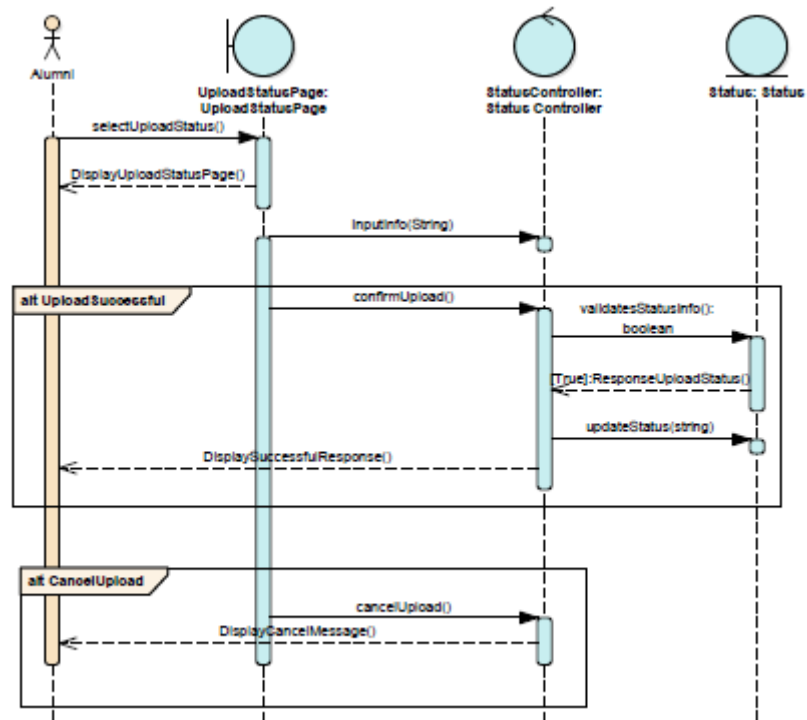 Alumni
UploadStatusPage:
UploadStatusPage
StatusController:
Status Controller
Status: Status
selectUploadStatus()
DisplayUploadStatusPage()
InputInfo(String)
alt UploadSuccessful
confirmUpload()
validatesStatusInfo():
boolean
[True]:ResponseUploadStatus()
updateStatus(string)
DisplaySuccessfulResponse()
alt CancelUpload
cancelUpload()
DisplayCancelMessage()